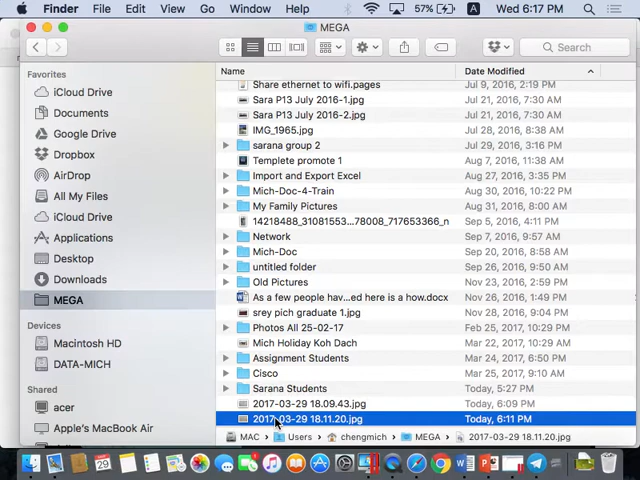 Finder File Edit View Go Window Help 57% Wed 6:17 PM
MEGA
Search
Favorites
iCloud Drive
Documents
Google Drive
Dropbox
AirDrop
All My Files
iCloud Drive
Applications
Desktop
Downloads
MEGA
Devices
Macintosh HD
DATA-MICH
Shared
acer
Apple's MacBook Air
Name Date Modified
Share ethernet to wifi.pages Jul 9, 2016, 2:19 PM
Sara P13 July 2016-1.jpg Jul 21, 2016, 7:30 AM
Sara P13 July 2016-2.jpg Jul 21, 2016, 7:30 AM
IMG_1965.jpg Jul 28, 2016, 8:38 AM
sarana group 2 Jul 29, 2016, 3:16 PM
Templete promote 1 Aug 7, 2016, 11:38 AM
Import and Export Excel Aug 27, 2016, 3:35 PM
Mich-Doc-4-Train Aug 30, 2016, 10:22 PM
My Family Pictures Aug 31, 2016, 8:00 AM
14218488_31081553...78008_717653366_n Sep 5, 2016, 4:11 PM
Network Sep 7, 2016, 9:57 AM
Mich-Doc Sep 20, 2016, 8:58 AM
untitled folder Sep 26, 2016, 9:50 AM
Old Pictures Nov 23, 2016, 2:59 PM
As a few people hav...ed here is a how.docx Nov 26, 2016, 1:49 PM
srey pich graduate 1.jpg Nov 28, 2016, 9:04 PM
Photos All 25-02-17 Feb 25, 2017, 10:29 PM
Mich Holiday Koh Dach Mar 22, 2017, 10:29 AM
Assignment Students Mar 24, 2017, 6:50 PM
Cisco Mar 25, 2017, 4:30 PM
Sarana Students Today, 5:27 PM
2017-03-29 18.09.43.jpg Today, 6:09 PM
2017-03-29 18.11.20.jpg Today, 6:11 PM
MAC Users chengmich MEGA 2017-03-29 18.11.20.jpg
29